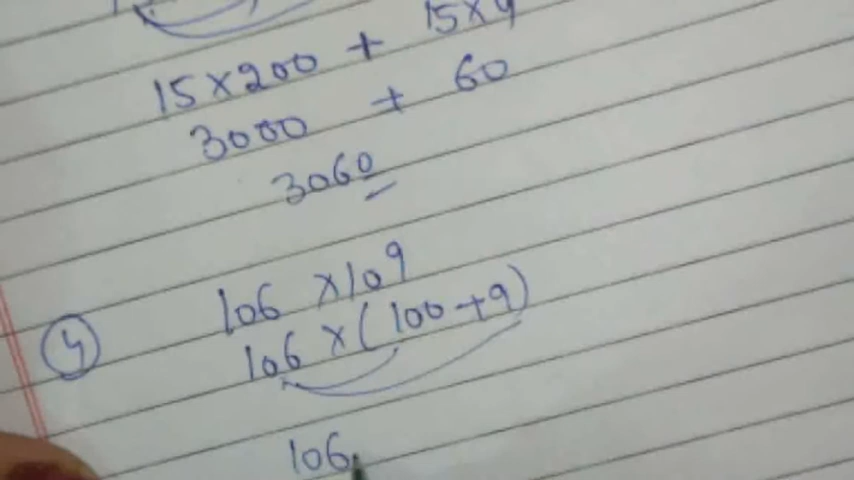 15×4
15×200 +
3000 + 60
3060
④ 106 ×109
106 ×(100+9)
106